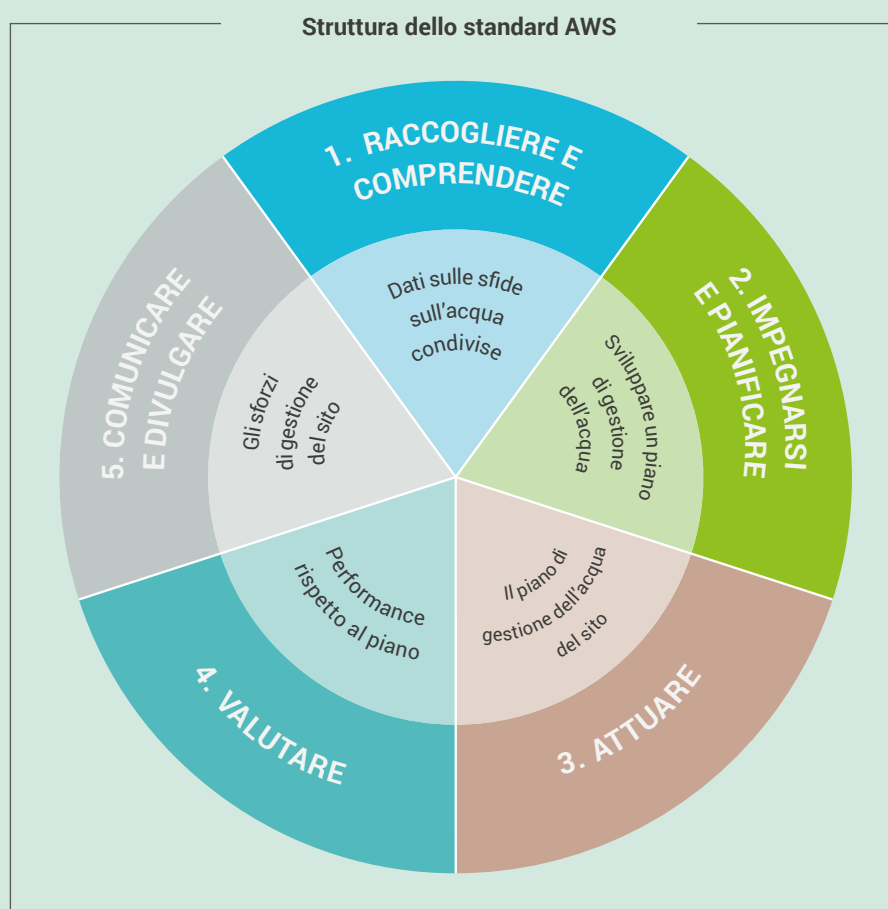 Struttura dello standard AWS
1. RACCOGLIERE E
COMPRENDERE
Dati sulle sfide
sull'acqua
condivise
2. IMPEGNARSI
E PIANIFICARE
Sviluppare un piano
di gestione
dell'acqua
3. ATTUARE
Il piano di
gestione dell'acqua
del sito
4. VALUTARE
Performance
rispetto al piano
5. COMUNICARE
E DIVULGARE
Gli sforzi
di gestione
del sito